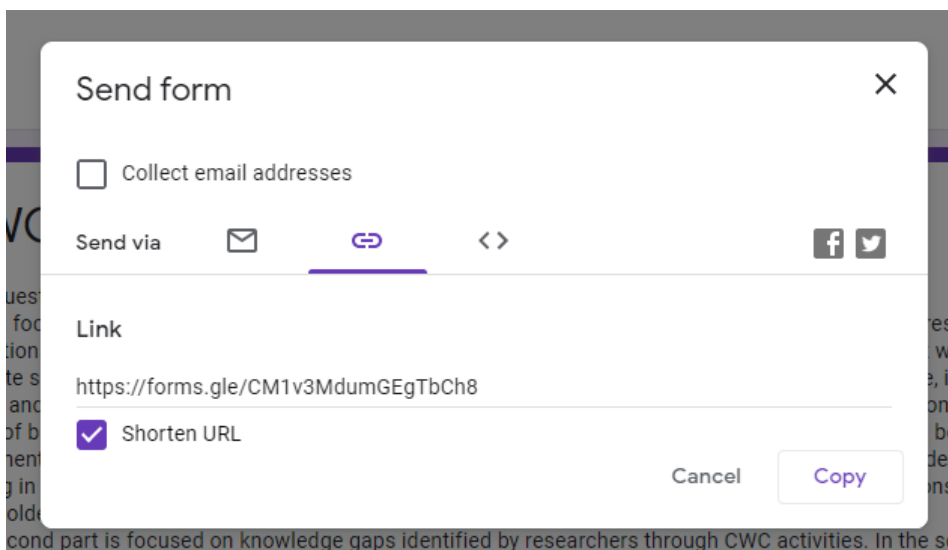 Send form
Collect email addresses
Send via
Link
https://forms.gle/CM1v3MdumGEgTbCh8
Shorten URL
Cancel
Copy
cond part is focused on knowledge gaps identified by researchers through CWC activities. In the s